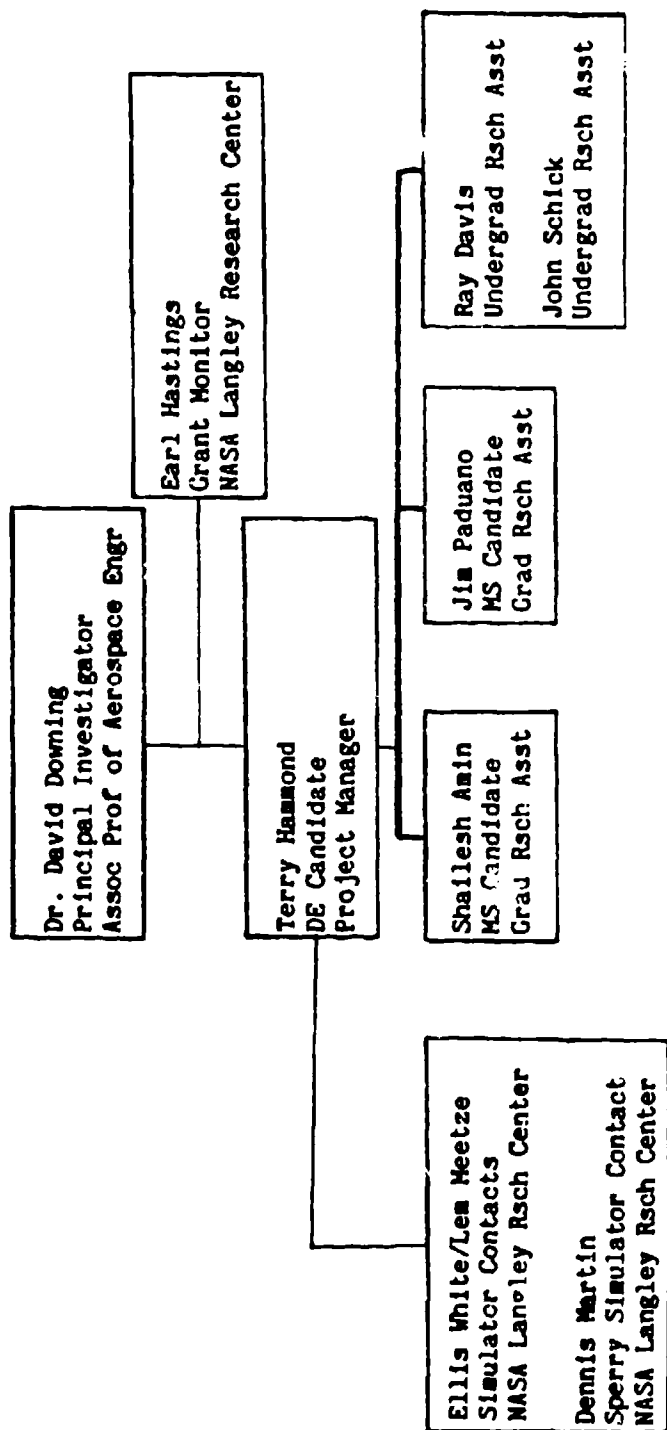 Dr. David Downing
Principal Investigator
Assoc Prof of Aerospace Engr
Earl Hastings
Grant Monitor
NASA Langley Research Center
Terry Hammond
DE Candidate
Project Manager
Ellis White/Lem Meetze
Simulator Contacts
NASA Langley Rsch Center
Dennis Martin
Sperry Simulator Contact
NASA Langley Rsch Center
Shailesh Amin
MS Candidate
Grad Rsch Asst
Jim Paduano
MS Candidate
Grad Rsch Asst
Ray Davis
Undergrad Rsch Asst
John Schick
Undergrad Rsch Asst